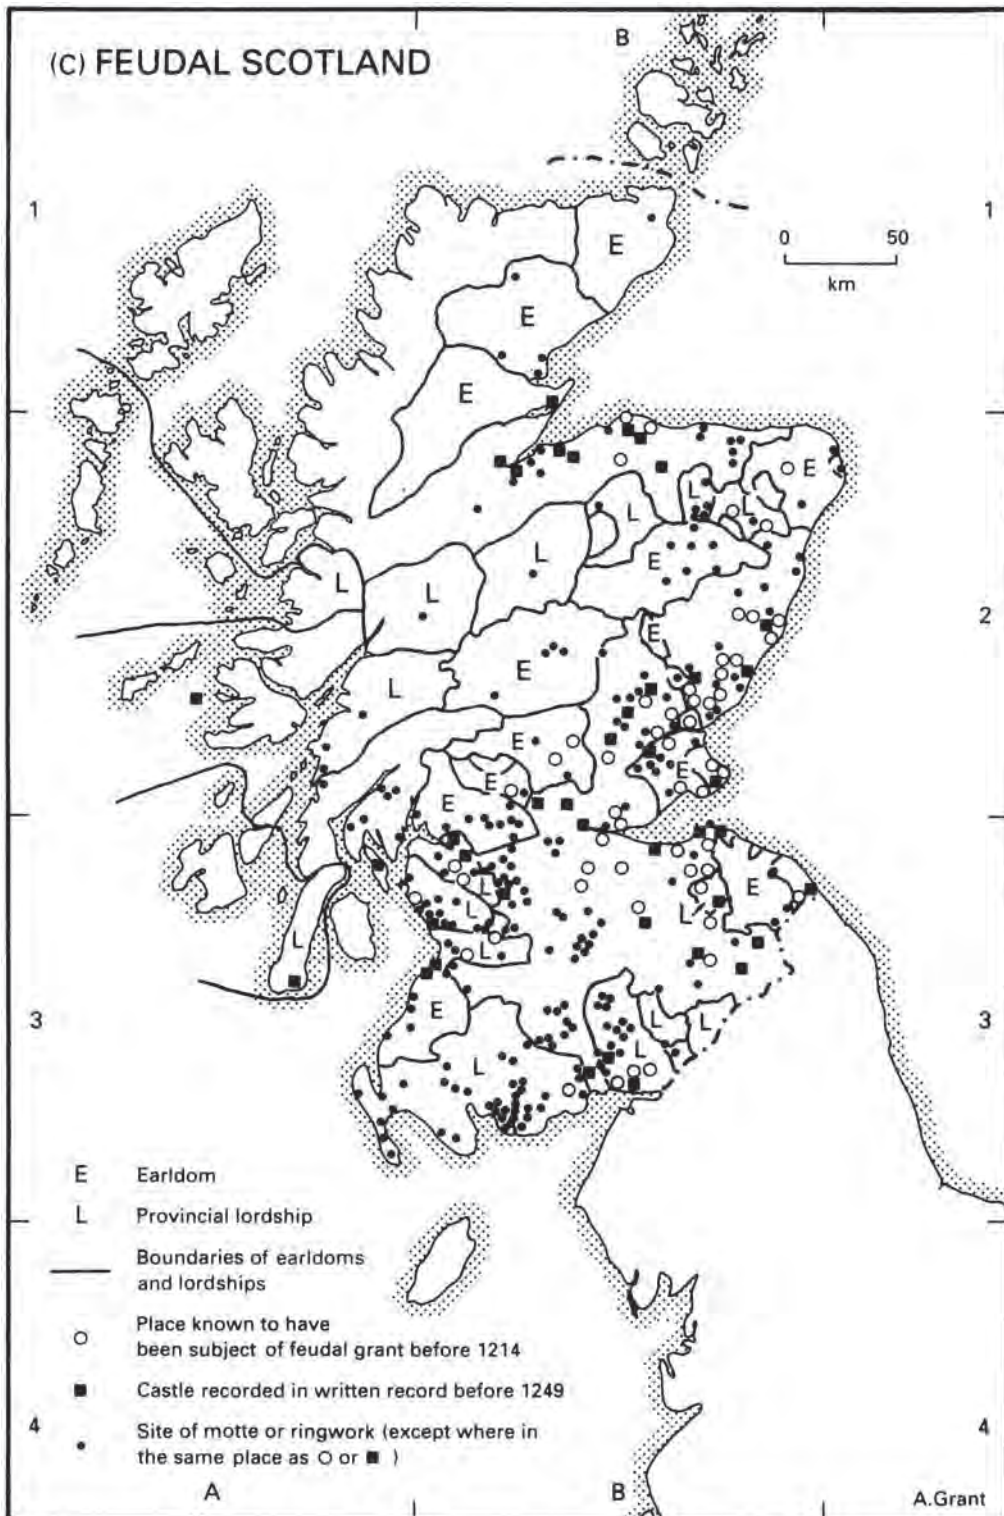 (C) FEUDAL SCOTLAND
B
1
1
0 50
km
E
E
E
E
L
L
L
E
L
L
L
2
E
E
L
E
E
E
E
L
E
L
L
L
L
E
3
L
L
L
L
3
E Earldom
L Provincial lordship
Boundaries of earldoms
and lordships
Place known to have
been subject of feudal grant before 1214
Castle recorded in written record before 1249
4
Site of motte or ringwork (except where in
the same place as ○ or ■ )
4
A
B
A.Grant